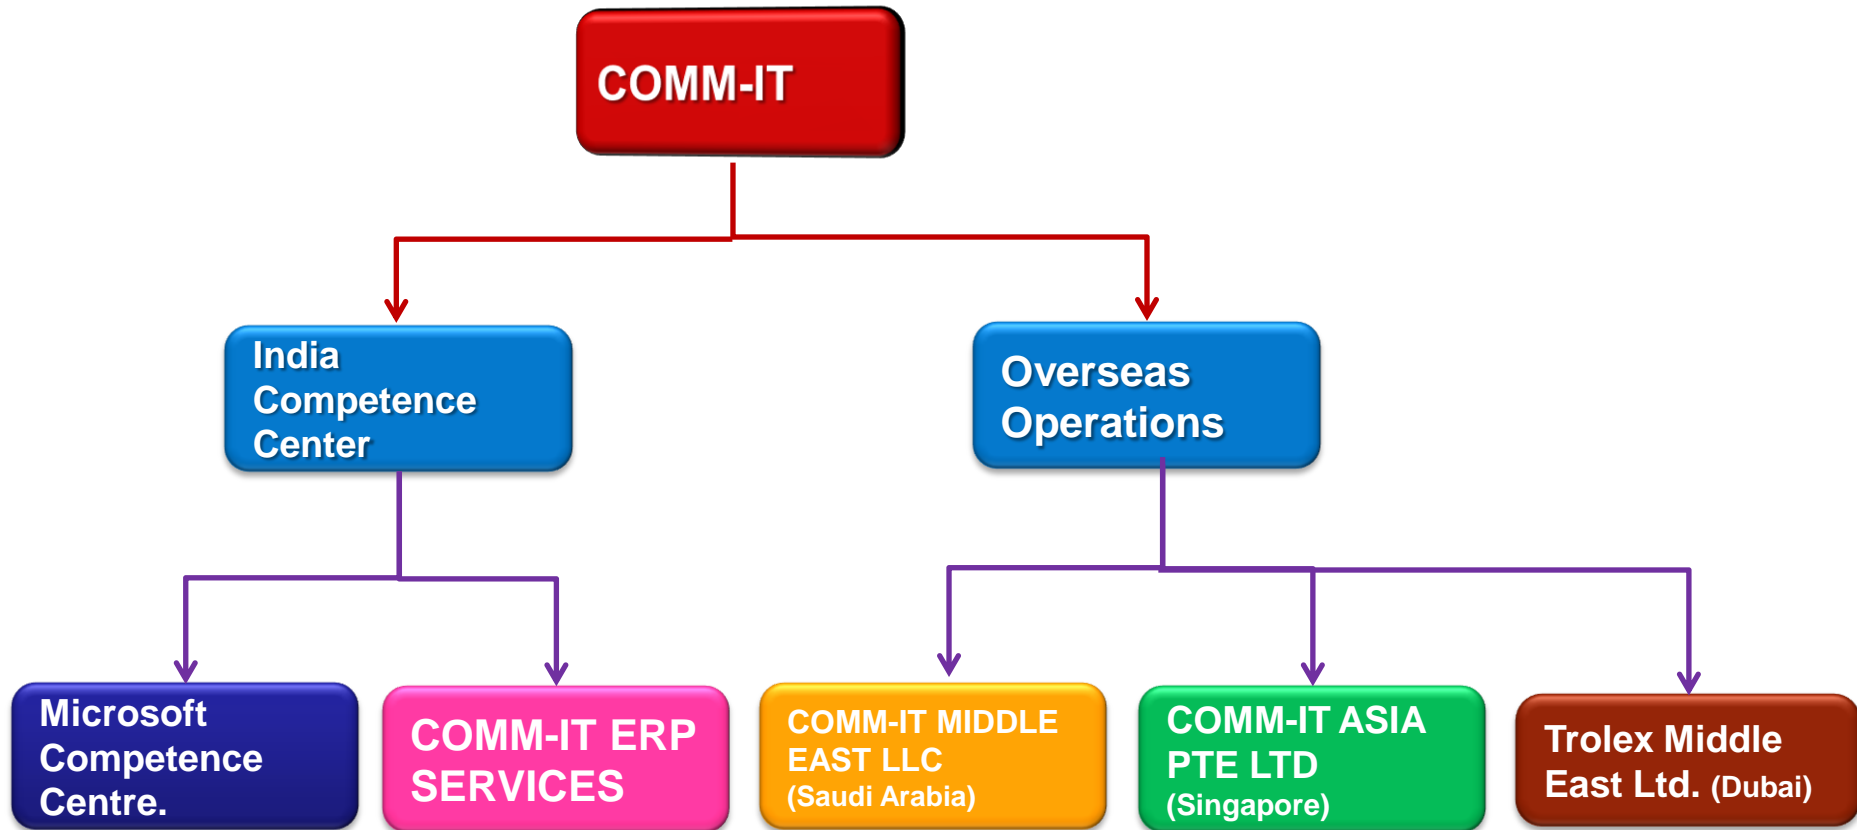 COMM-IT
India
Competence
Center
Overseas
Operations
Microsoft
Competence
Centre.
COMM-IT ERP
SERVICES
COMM-IT MIDDLE
EAST LLC
(Saudi Arabia)
COMM-IT ASIA
PTE LTD
(Singapore)
Trolex Middle
East Ltd. (Dubai)